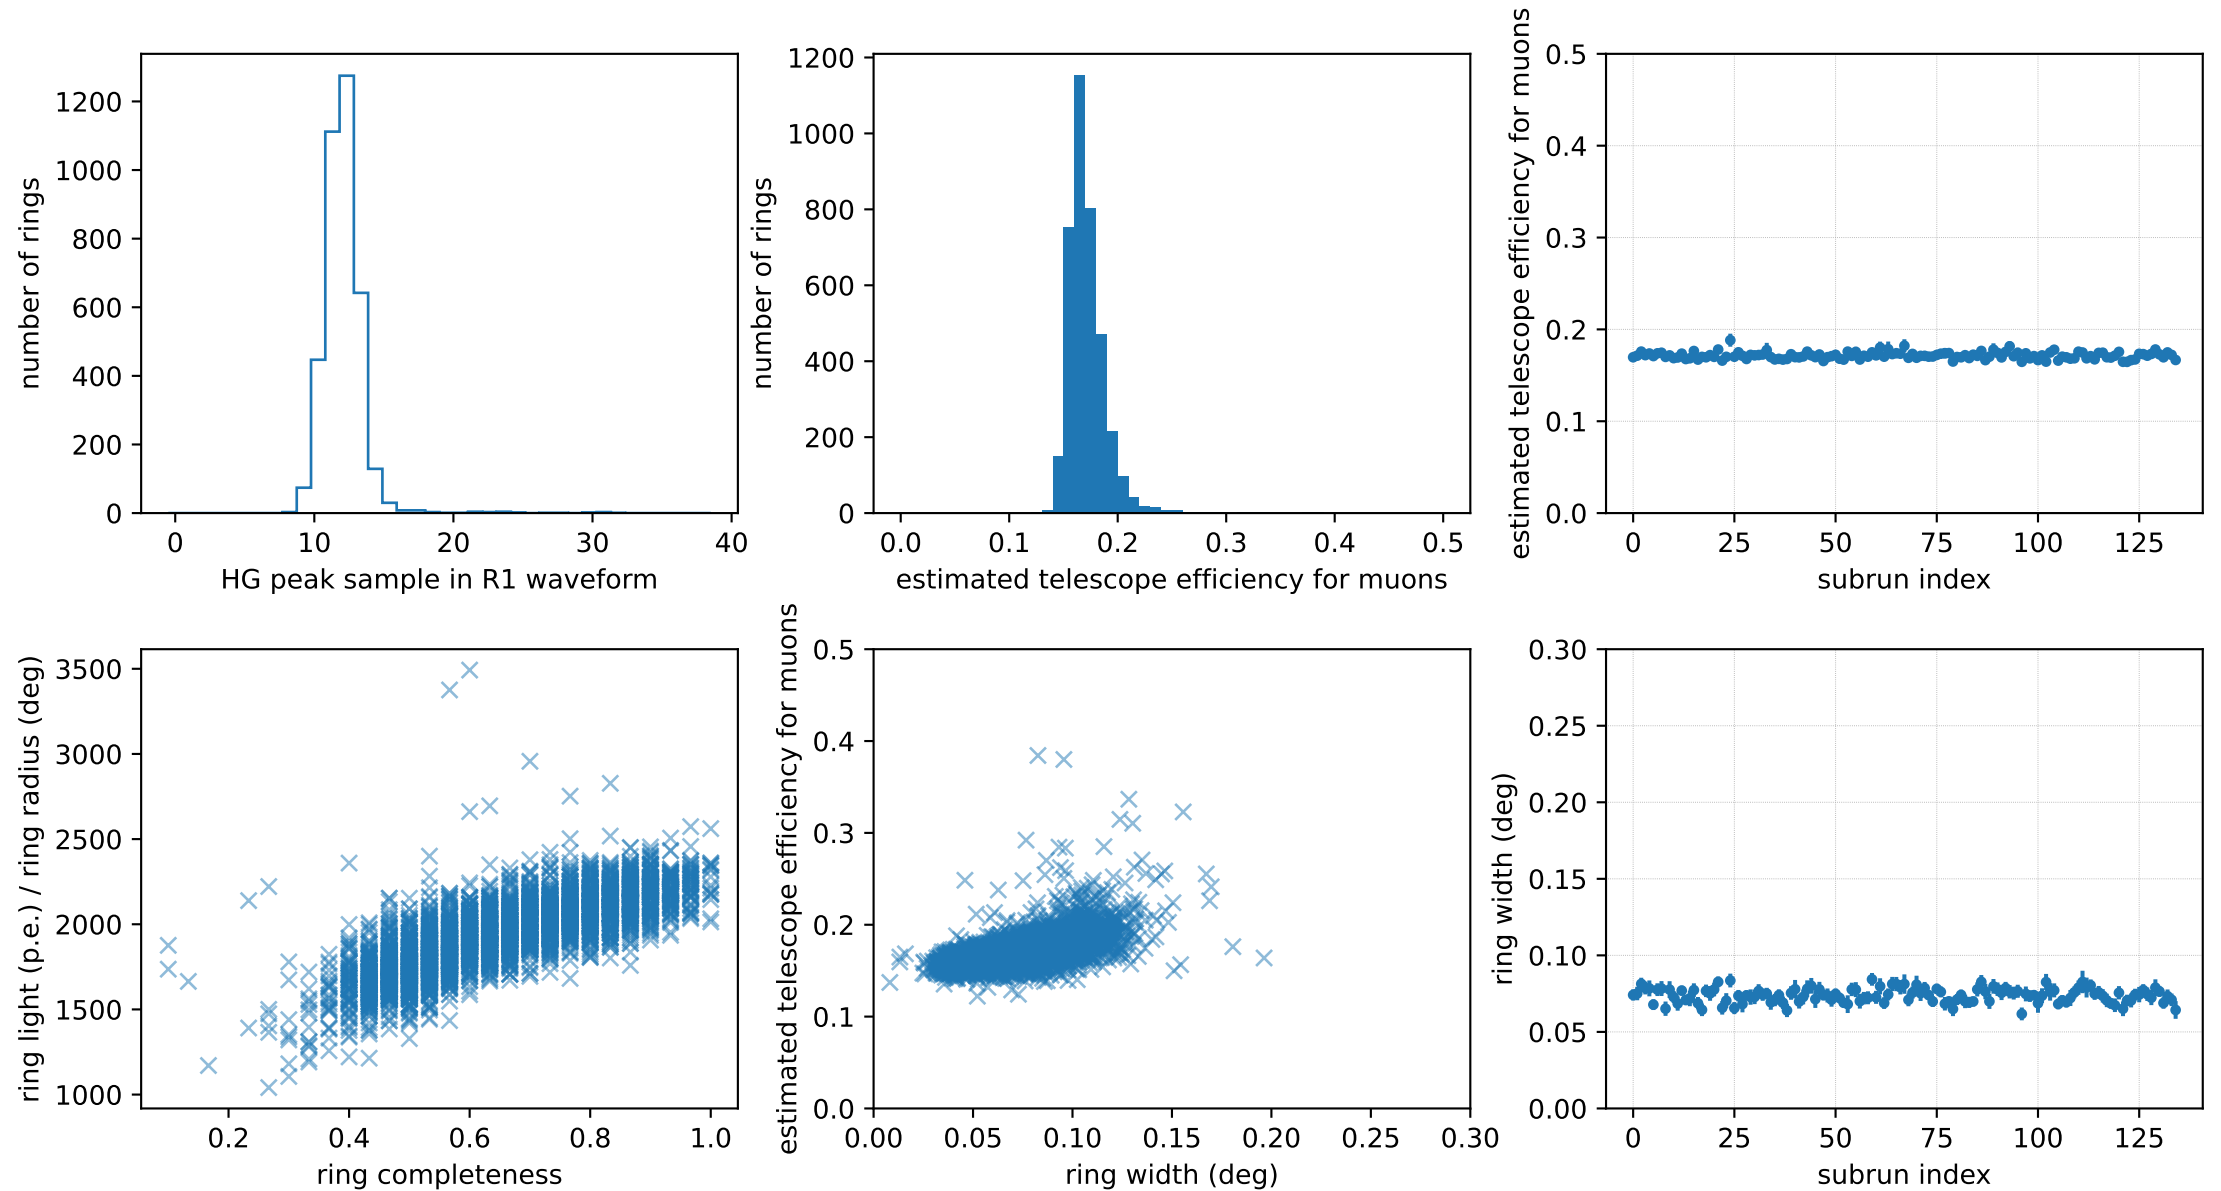 number of rings
1200
1000
800
600
400
200
0
0 10 20 30 40
HG peak sample in R1 waveform
number of rings
1200
1000
800
600
400
200
0
0.0 0.1 0.2 0.3 0.4 0.5
estimated telescope efficiency for muons
estimated telescope efficiency for muons
0.5
0.4
0.3
0.2
0.1
0.0
0 25 50 75 100 125
subrun index
ring light (p.e.) / ring radius (deg)
3500
3000
2500
2000
1500
1000
0.2 0.4 0.6 0.8 1.0
ring completeness
estimated telescope efficiency for muons
0.5
0.4
0.3
0.2
0.1
0.0
0.00 0.05 0.10 0.15 0.20 0.25 0.30
ring width (deg)
ring width (deg)
0.30
0.25
0.20
0.15
0.10
0.05
0.00
0 25 50 75 100 125
subrun index